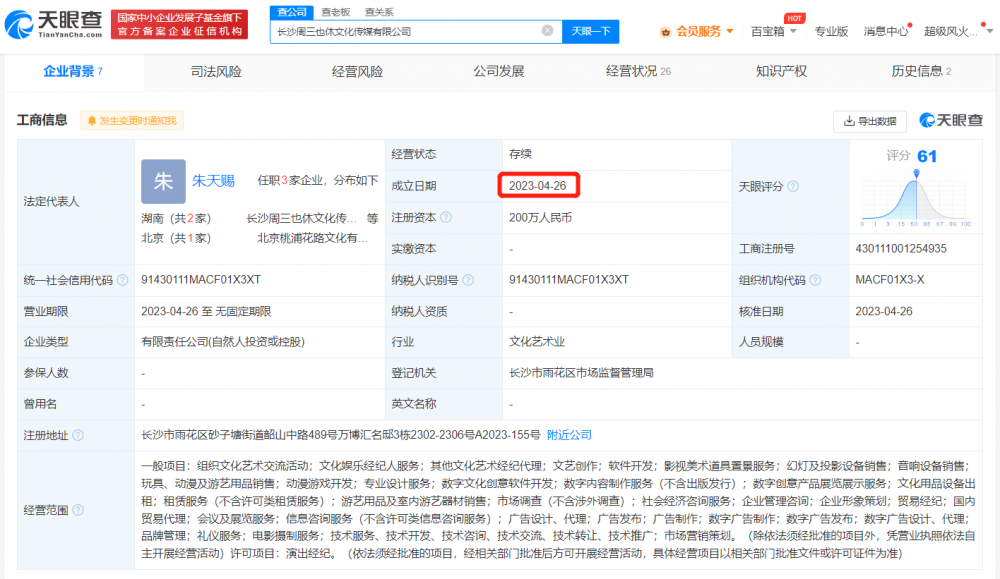 天眼查
TianYanCha.com
国家中小企业发展子基金旗下
官方备案企业征信机构
查公司 查老板 查关系
长沙周三也休文化传媒有限公司 天眼一下
会员服务 百宝箱 HOT 专业版 消息中心 超级风火...
企业背景 7 司法风险 经营风险 公司发展 经营状况 26 知识产权 历史信息 2
工商信息 发生变更时通知我 导出数据 天眼查
法定代表人
朱 朱天赐 任职3家企业，分布如下
湖南（共2家） 长沙周三也休文化传... 等
北京（共1家） 北京桃浦花路文化有...
经营状态 存续
成立日期 2023-04-26
注册资本 200万人民币
实缴资本 -
天眼评分 评分 61
0 1 3 15 50 85 97 99 100
工商注册号 430111001254935
统一社会信用代码 91430111MACF01X3XT 纳税人识别号 91430111MACF01X3XT 组织机构代码 MACF01X3-X
营业期限 2023-04-26 至 无固定期限 纳税人资质 - 核准日期 2023-04-26
企业类型 有限责任公司(自然人投资或控股) 行业 文化艺术业 人员规模 -
参保人数 - 登记机关 长沙市雨花区市场监督管理局
曾用名 - 英文名称 -
注册地址 长沙市雨花区砂子塘街道韶山中路489号万博汇名邸3栋2302-2306号A2023-155号 附近公司
经营范围
一般项目：组织文化艺术交流活动；文化娱乐经纪人服务；其他文化艺术经纪代理；文艺创作；软件开发；影视美术道具置景服务；幻灯及投影设备销售；音响设备销售；
玩具、动漫及游艺用品销售；动漫游戏开发；专业设计服务；数字文化创意软件开发；数字内容制作服务（不含出版发行）；数字创意产品展览展示服务；文化用品设备出
租；租赁服务（不含许可类租赁服务）；游艺用品及室内游艺器材销售；市场调查（不含涉外调查）；社会经济咨询服务；企业管理咨询；企业形象策划；贸易经纪；国内
贸易代理；会议及展览服务；信息咨询服务（不含许可类信息咨询服务）；广告设计、代理；广告发布；广告制作；数字广告制作；数字广告发布；数字广告设计、代理；
品牌管理；礼仪服务；电影摄制服务；技术服务、技术开发、技术咨询、技术交流、技术转让、技术推广；市场营销策划。（除依法须经批准的项目外，凭营业执照依法自
主开展经营活动）许可项目：演出经纪。（依法须经批准的项目，经相关部门批准后方可开展经营活动，具体经营项目以相关部门批准文件或许可证件为准）